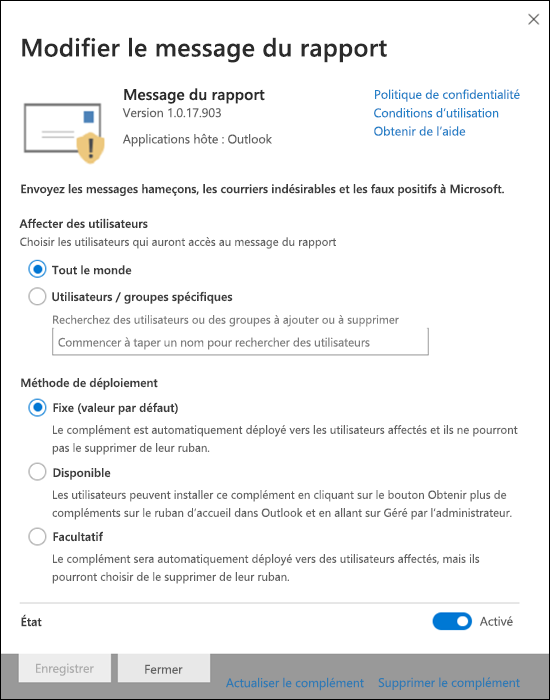 Modifier le message du rapport
Message du rapport
Version 1.0.17.903
Applications hôte : Outlook
Politique de confidentialité
Conditions d'utilisation
Obtenir de l'aide
Envoyez les messages hameçons, les courriers indésirables et les faux positifs à Microsoft.
Affecter des utilisateurs
Choisir les utilisateurs qui auront accès au message du rapport
Tout le monde
Utilisateurs / groupes spécifiques
Recherchez des utilisateurs ou des groupes à ajouter ou à supprimer
Commencer à taper un nom pour rechercher des utilisateurs
Méthode de déploiement
Fixe (valeur par défaut)
Le complément est automatiquement déployé vers les utilisateurs affectés et ils ne pourront
pas le supprimer de leur ruban.
Disponible
Les utilisateurs peuvent installer ce complément en cliquant sur le bouton Obtenir plus de
compléments sur le ruban d'accueil dans Outlook et en allant sur Géré par l'administrateur.
Facultatif
Le complément sera automatiquement déployé vers des utilisateurs affectés, mais ils
pourront choisir de le supprimer de leur ruban.
État
Activé
Enregistrer
Fermer
Actualiser le complément
Supprimer le complément